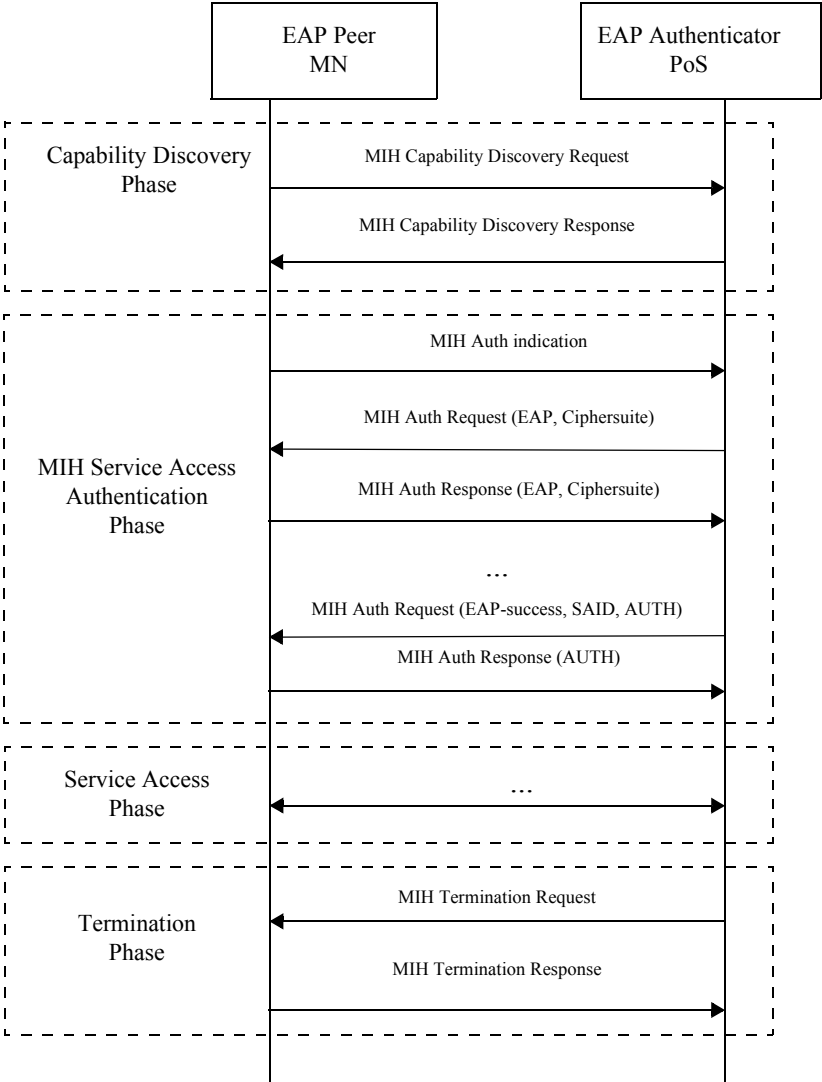 EAP Peer
MN
EAP Authenticator
PoS
Capability Discovery
Phase
MIH Capability Discovery Request
MIH Capability Discovery Response
MIH Service Access
Authentication
Phase
MIH Auth indication
MIH Auth Request (EAP, Ciphersuite)
MIH Auth Response (EAP, Ciphersuite)
...
MIH Auth Request (EAP-success, SAID, AUTH)
MIH Auth Response (AUTH)
Service Access
Phase
...
Termination
Phase
MIH Termination Request
MIH Termination Response